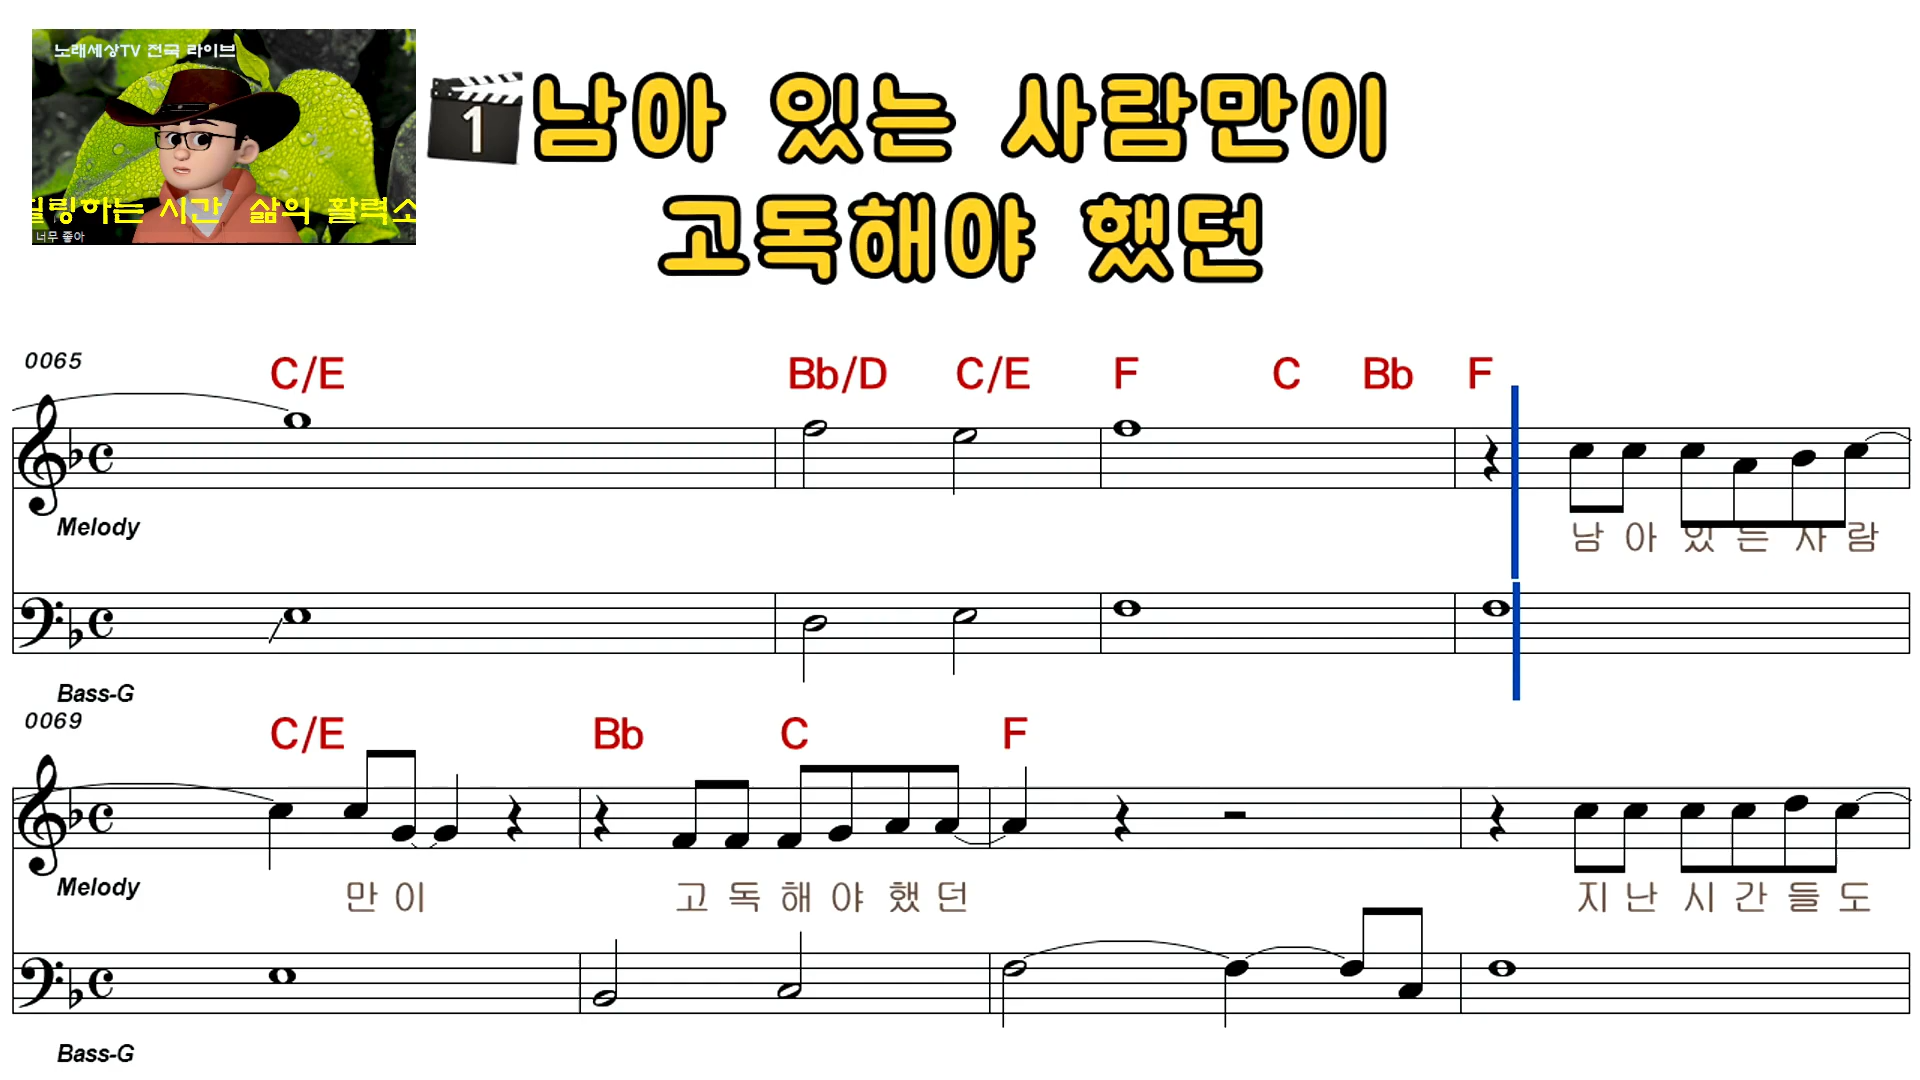 노래세상TV 전국 라이브
힐링하는 시간 삶의 활력소
너무 좋아
1
남아 있는 사람만이
고독해야 했던
0065
C/E Bb/D C/E F C Bb F
Melody
남 아 있 는 사 람
Bass-G
0069
C/E Bb C F
Melody
만 이 고 독 해 야 했 던 지 난 시 간 들 도
Bass-G